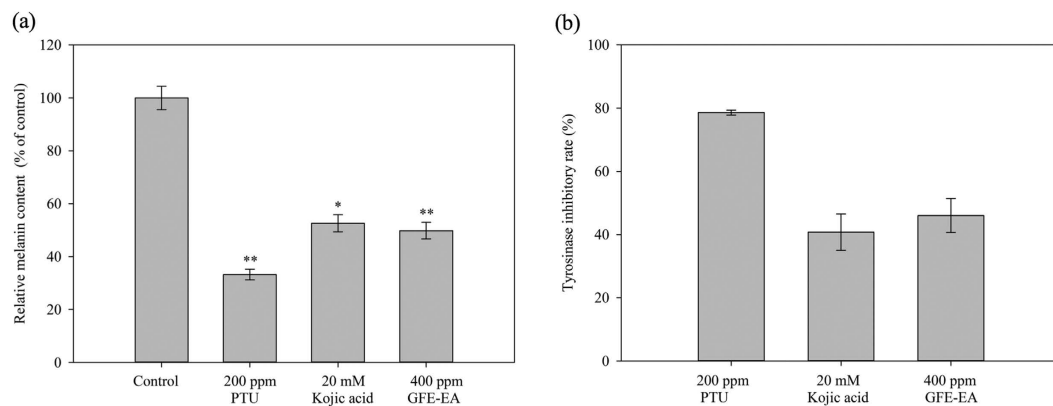 (a)
Relative melanin content (% of control)
120
100
80
60
40
20
0
**
*
**
Control
200 ppm
PTU
20 mM
Kojic acid
400 ppm
GFE-EA
(b)
Tyrosinase inhibitory rate (%)
100
80
60
40
20
0
200 ppm
PTU
20 mM
Kojic acid
400 ppm
GFE-EA